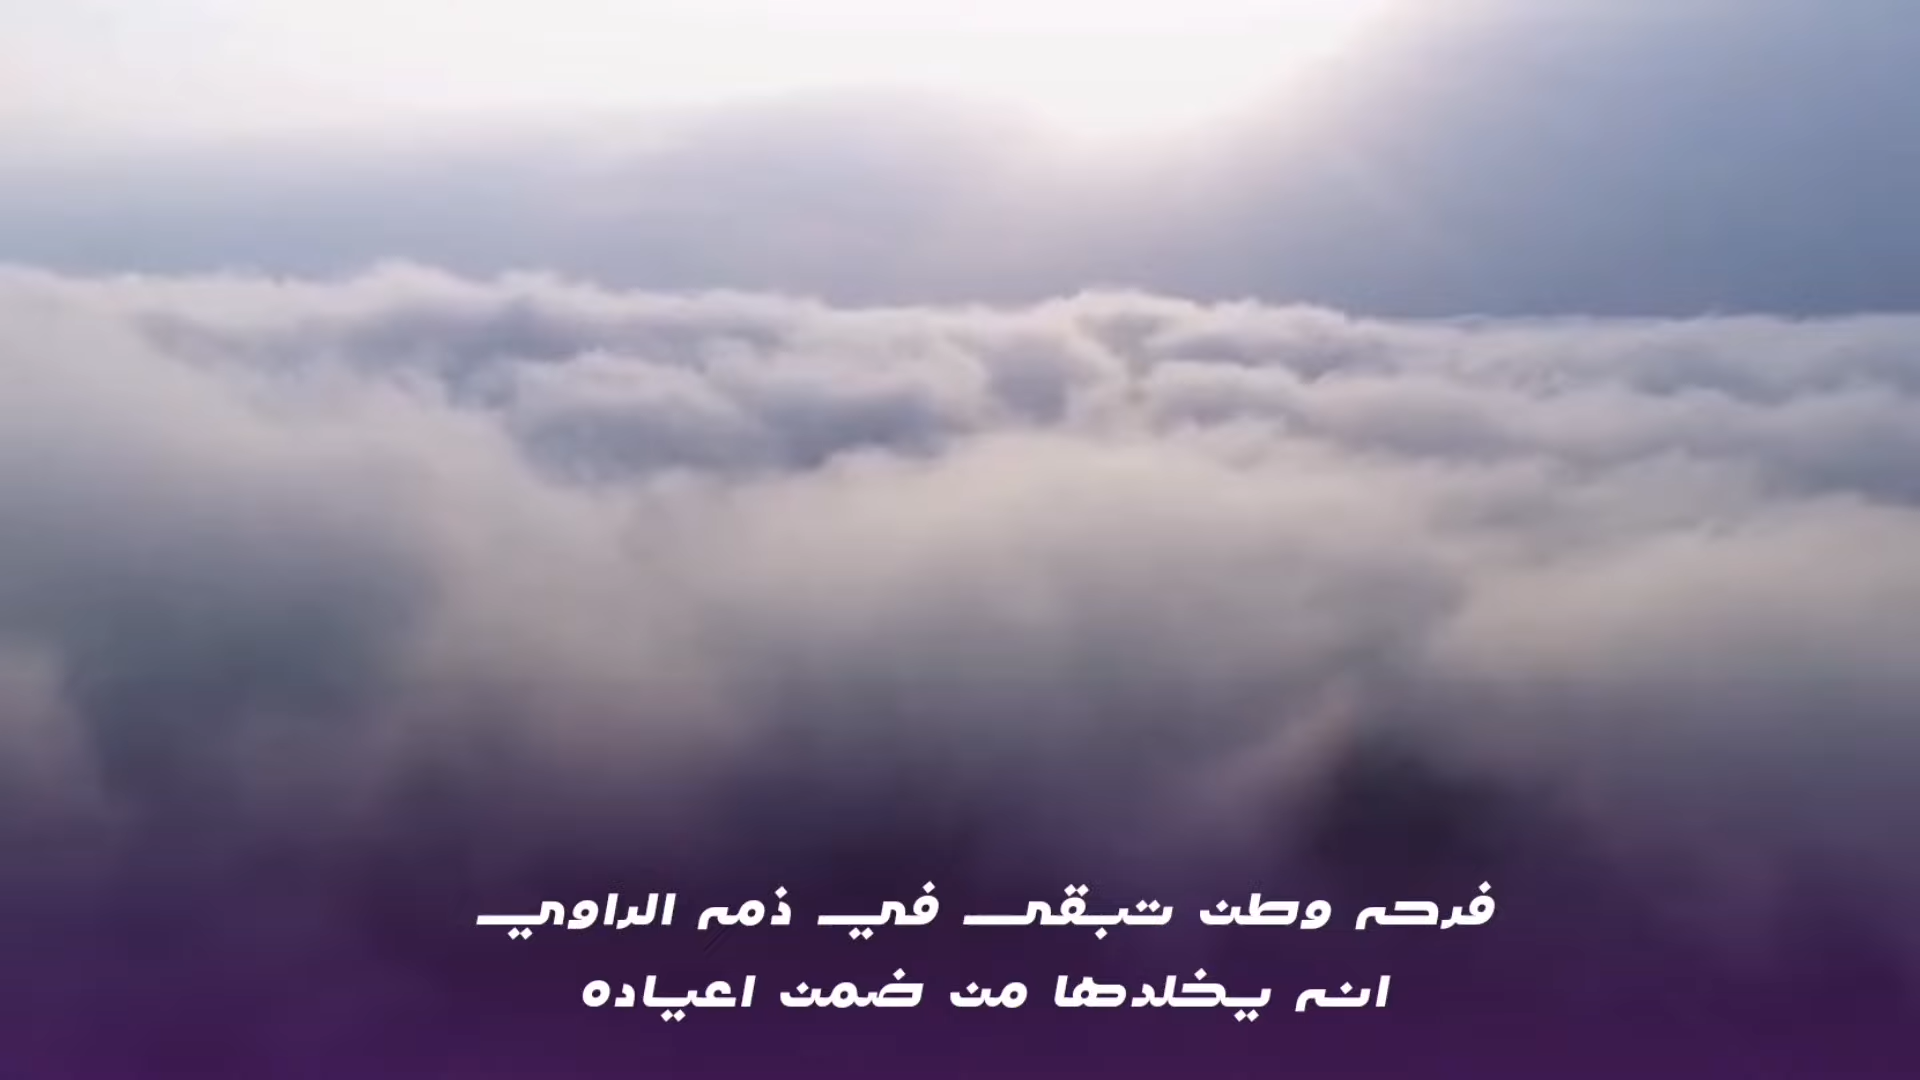 فرحه وطن تبقى في ذمه الراوي
انه يخلدها من ضمن اعياده